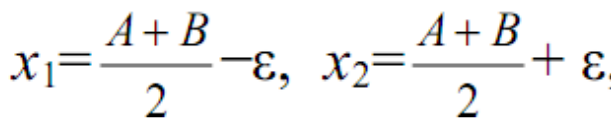 x₁=(A + B)/2 −ε, x₂=(A + B)/2 + ε,